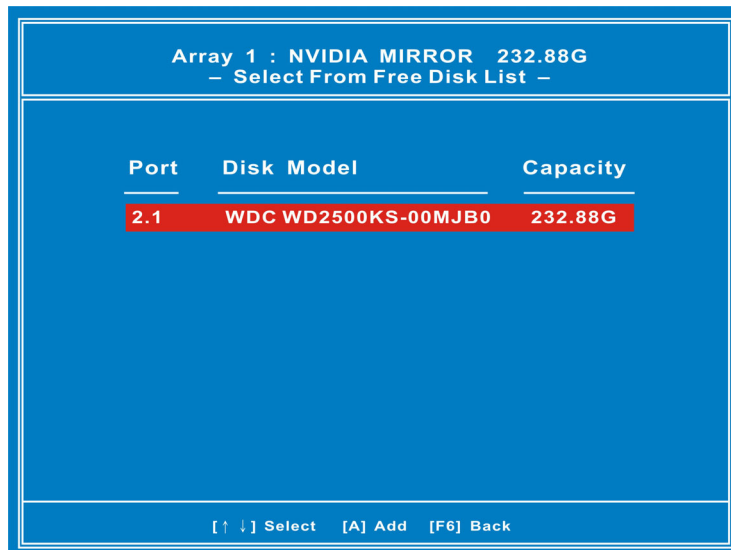 Array 1 : NVIDIA MIRROR 232.88G
– Select From Free Disk List –
Port Disk Model Capacity
2.1 WDC WD2500KS-00MJB0 232.88G
[↑ ↓] Select [A] Add [F6] Back